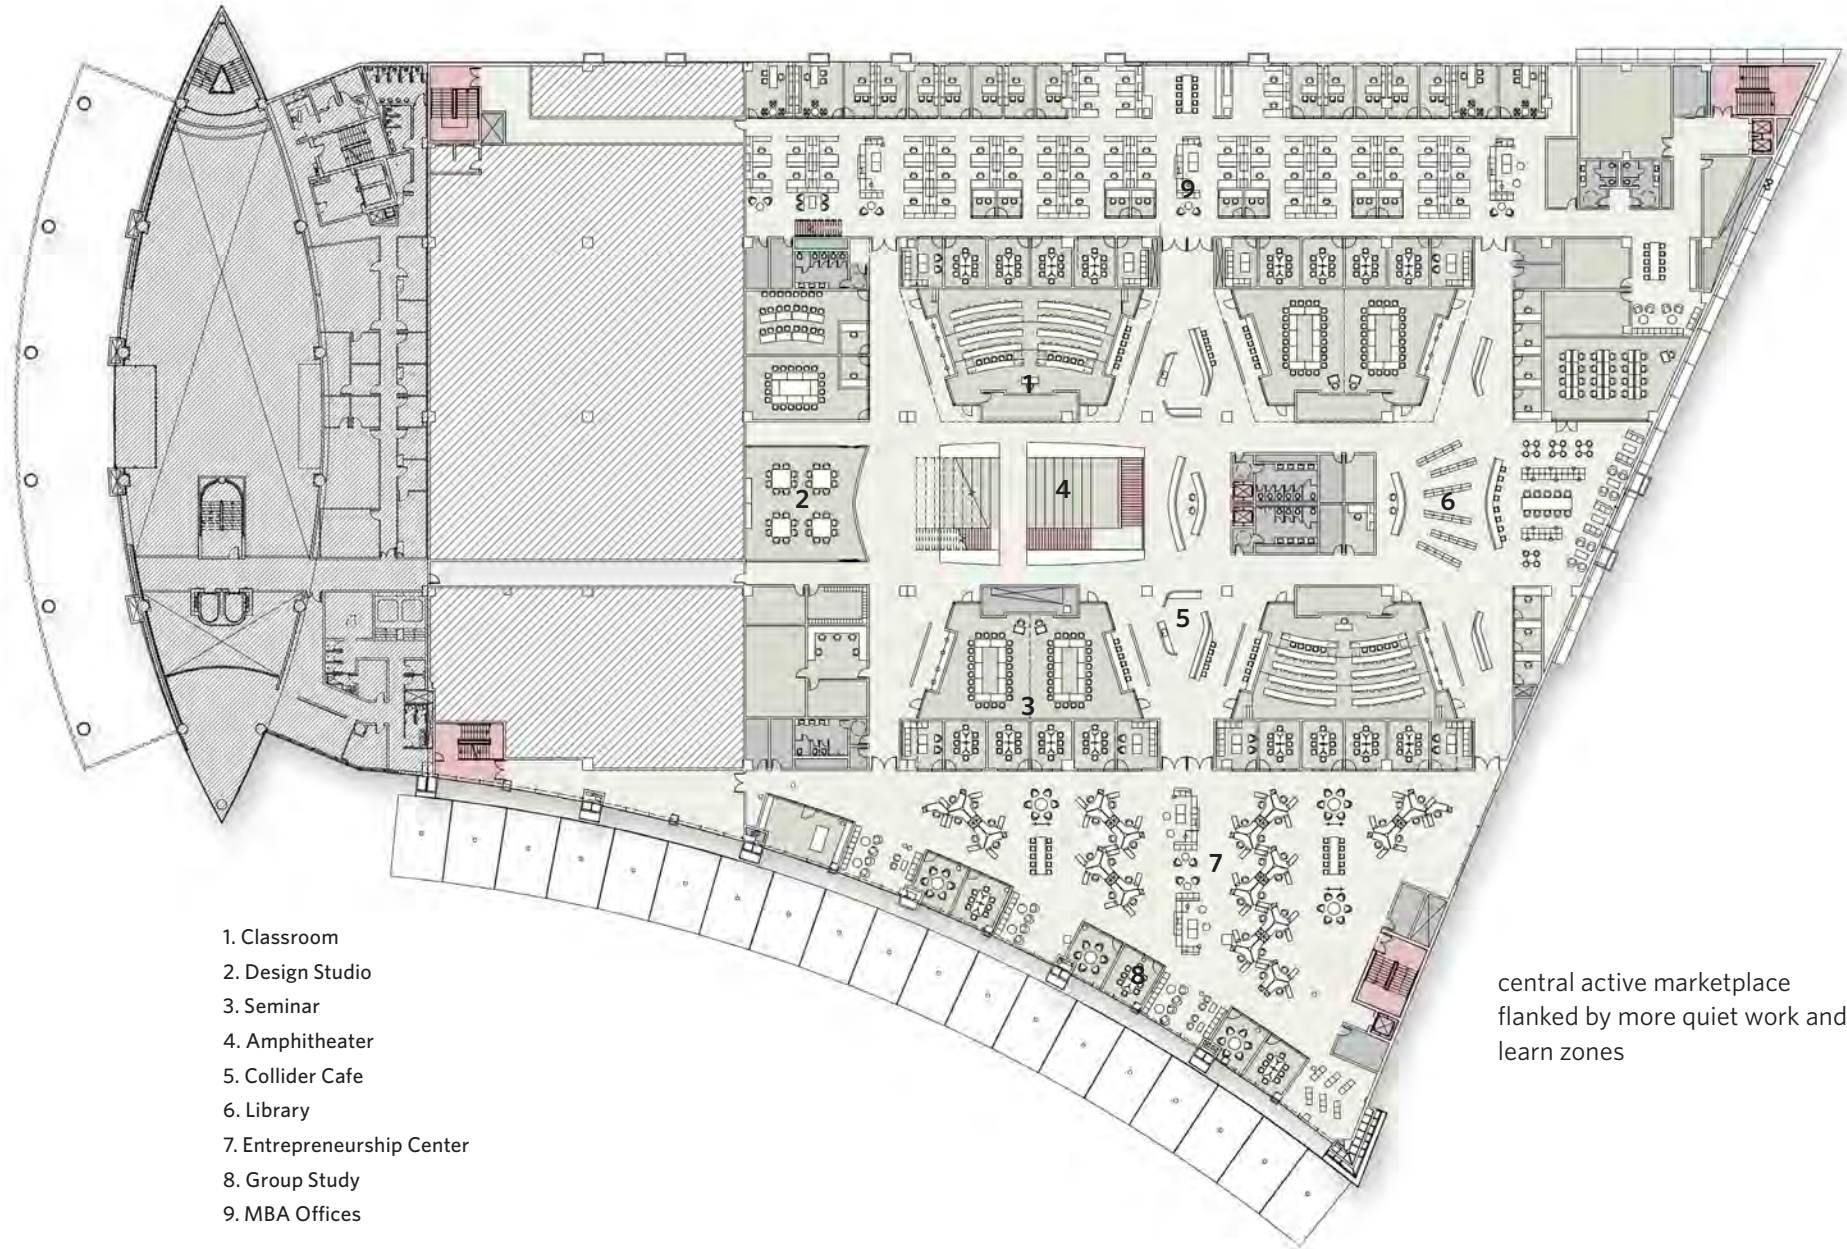 9
1
2
4
6
5
3
7
8
1. Classroom
2. Design Studio
3. Seminar
4. Amphitheater
5. Collider Cafe
6. Library
7. Entrepreneurship Center
8. Group Study
9. MBA Offices
central active marketplace
flanked by more quiet work and
learn zones